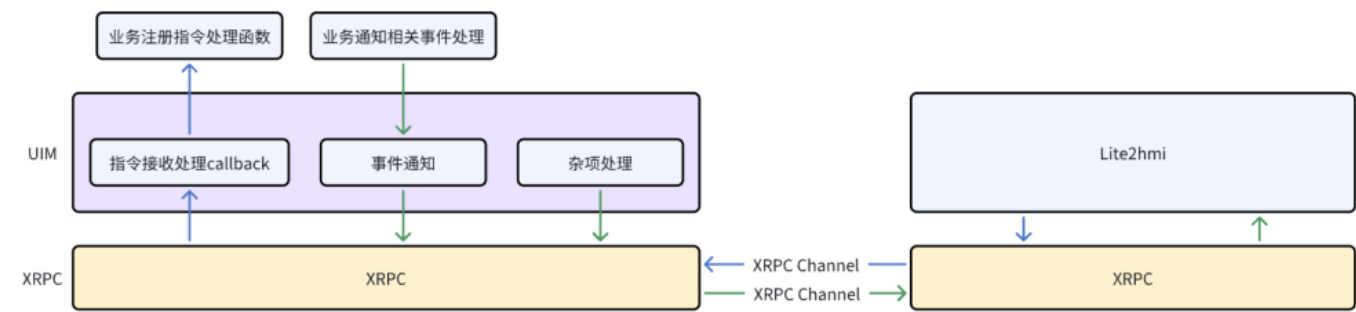 业务注册指令处理函数
业务通知相关事件处理
UIM
指令接收处理callback
事件通知
杂项处理
Lite2hmi
XRPC
XRPC
XRPC Channel
XRPC Channel
XRPC